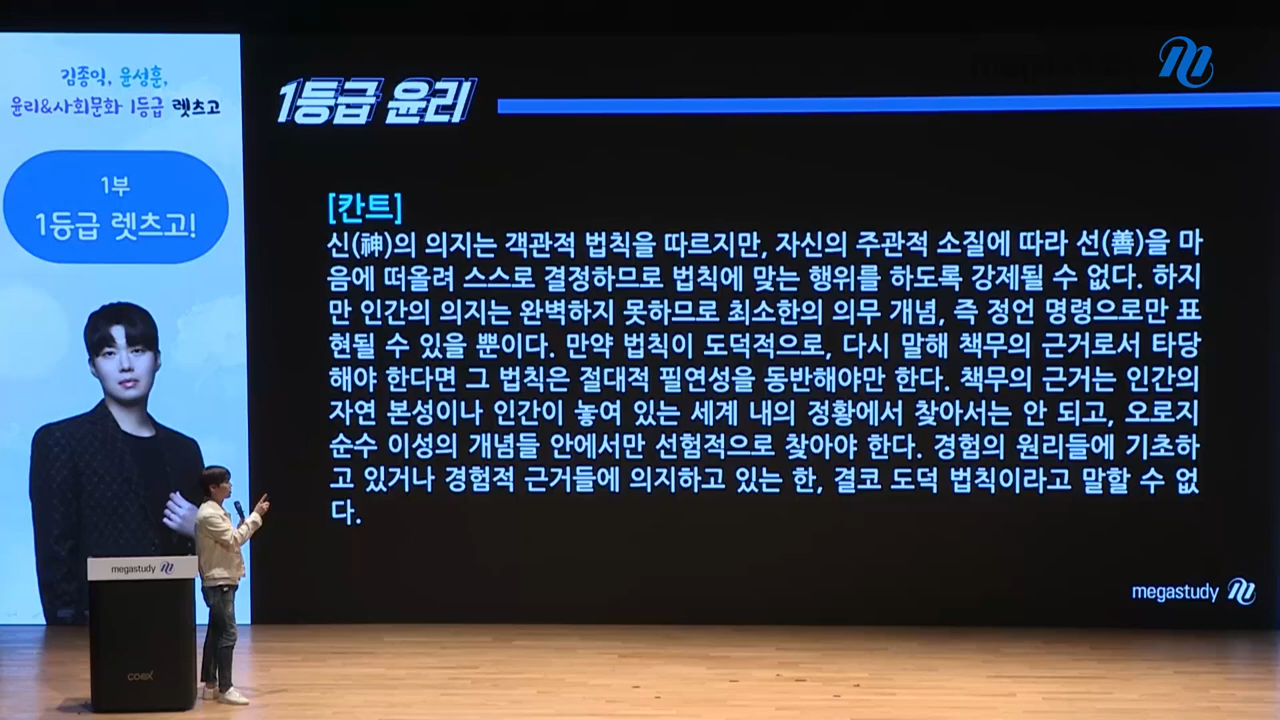 김종익, 윤성훈,
윤리&사회문화 1등급 렛츠고
1부
1등급 렛츠고!
1등급 윤리
[칸트]
신(神)의 의지는 객관적 법칙을 따르지만, 자신의 주관적 소질에 따라 선(善)을 마
음에 떠올려 스스로 결정하므로 법칙에 맞는 행위를 하도록 강제될 수 없다. 하지
만 인간의 의지는 완벽하지 못하므로 최소한의 의무 개념, 즉 정언 명령으로만 표
현될 수 있을 뿐이다. 만약 법칙이 도덕적으로, 다시 말해 책무의 근거로서 타당
해야 한다면 그 법칙은 절대적 필연성을 동반해야만 한다. 책무의 근거는 인간의
자연 본성이나 인간이 놓여 있는 세계 내의 정황에서 찾아서는 안 되고, 오로지
순수 이성의 개념들 안에서만 선험적으로 찾아야 한다. 경험의 원리들에 기초하
고 있거나 경험적 근거들에 의지하고 있는 한, 결코 도덕 법칙이라고 말할 수 없
다.
megastudy
megastudy
coex